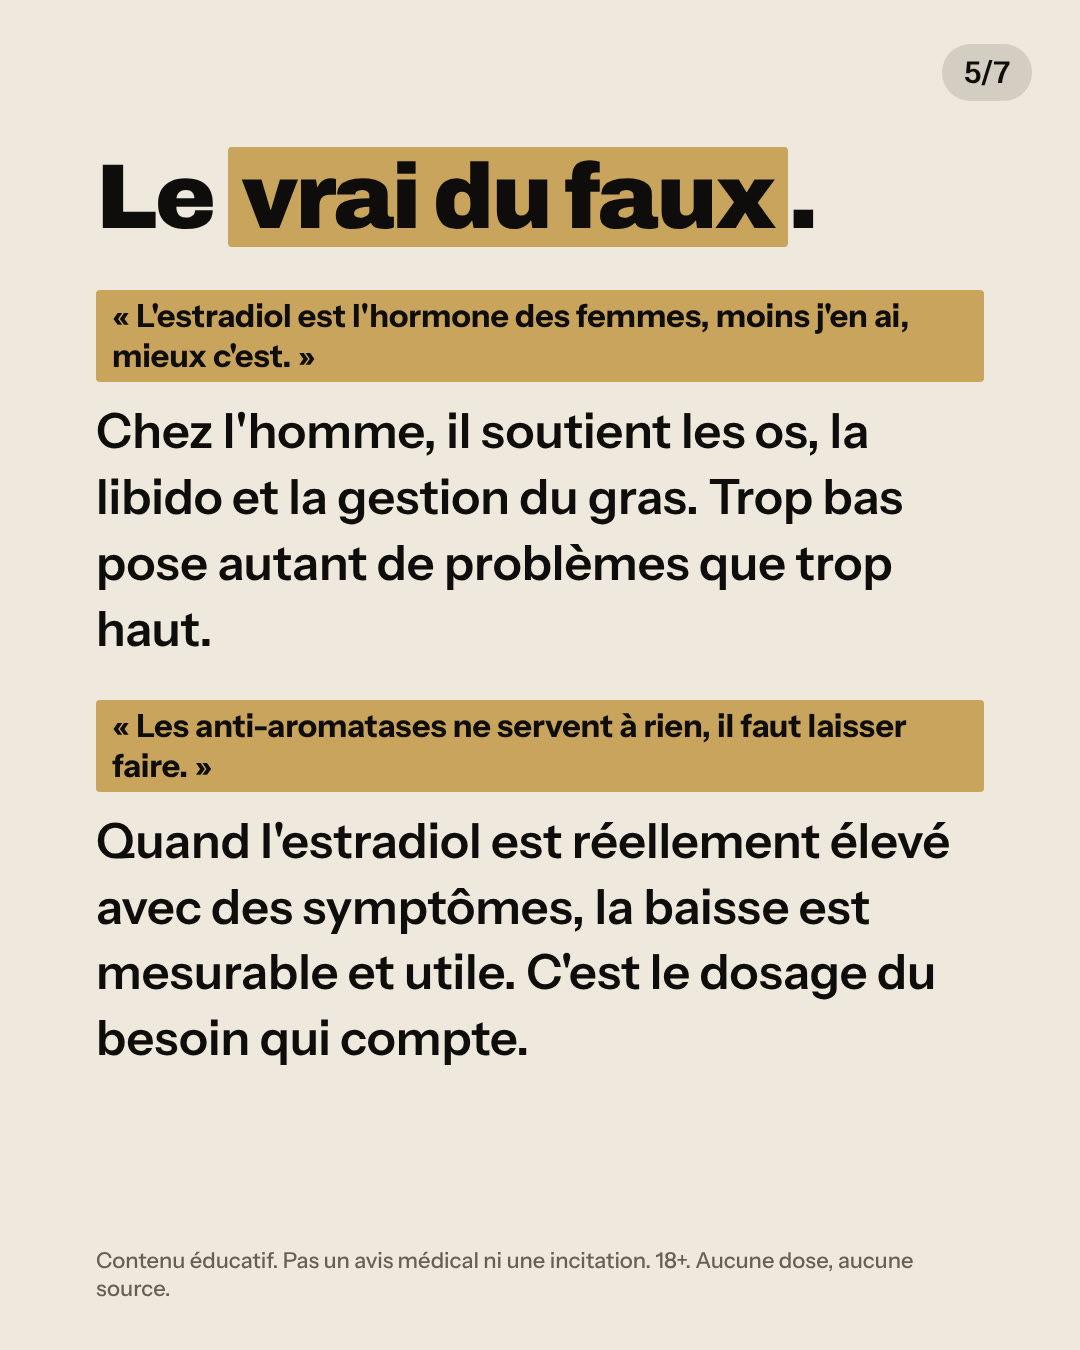 5/7
Le vrai du faux.
« L'estradiol est l'hormone des femmes, moins j'en ai,
mieux c'est. »
Chez l'homme, il soutient les os, la
libido et la gestion du gras. Trop bas
pose autant de problèmes que trop
haut.
« Les anti-aromatases ne servent à rien, il faut laisser
faire. »
Quand l'estradiol est réellement élevé
avec des symptômes, la baisse est
mesurable et utile. C'est le dosage du
besoin qui compte.
Contenu éducatif. Pas un avis médical ni une incitation. 18+. Aucune dose, aucune
source.